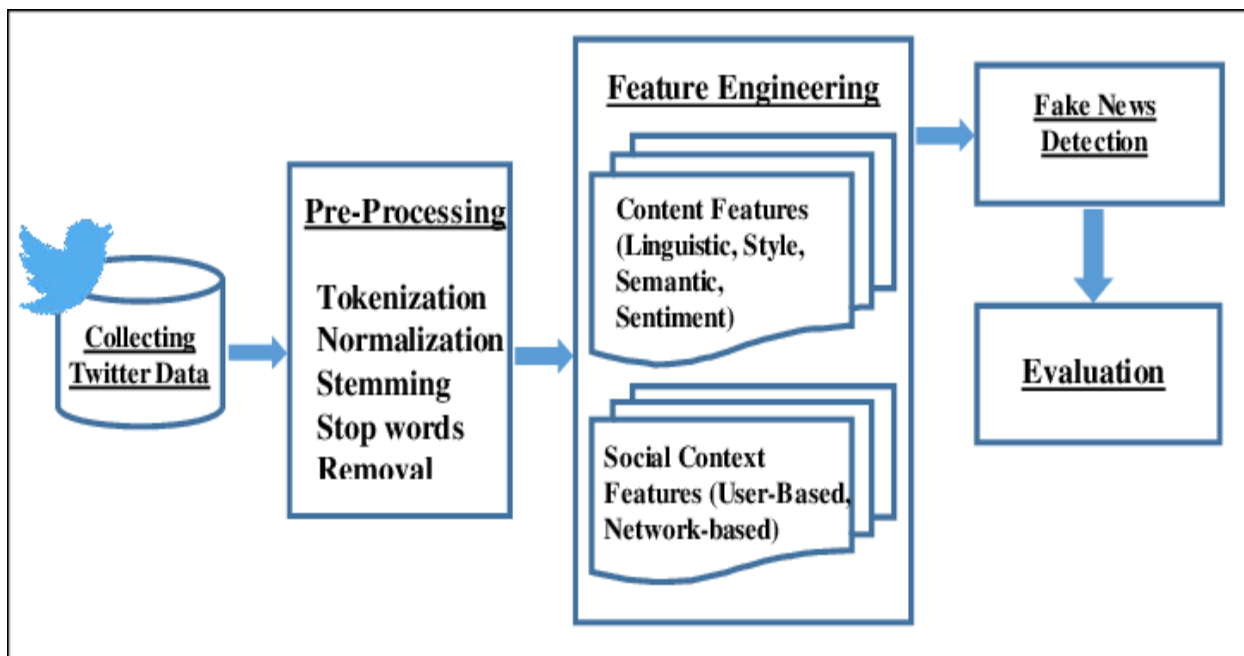 Collecting
Twitter Data
Pre-Processing
Tokenization
Normalization
Stemming
Stop words
Removal
Feature Engineering
Content Features
(Linguistic, Style,
Semantic,
Sentiment)
Social Context
Features (User-Based,
Network-based)
Fake News
Detection
Evaluation